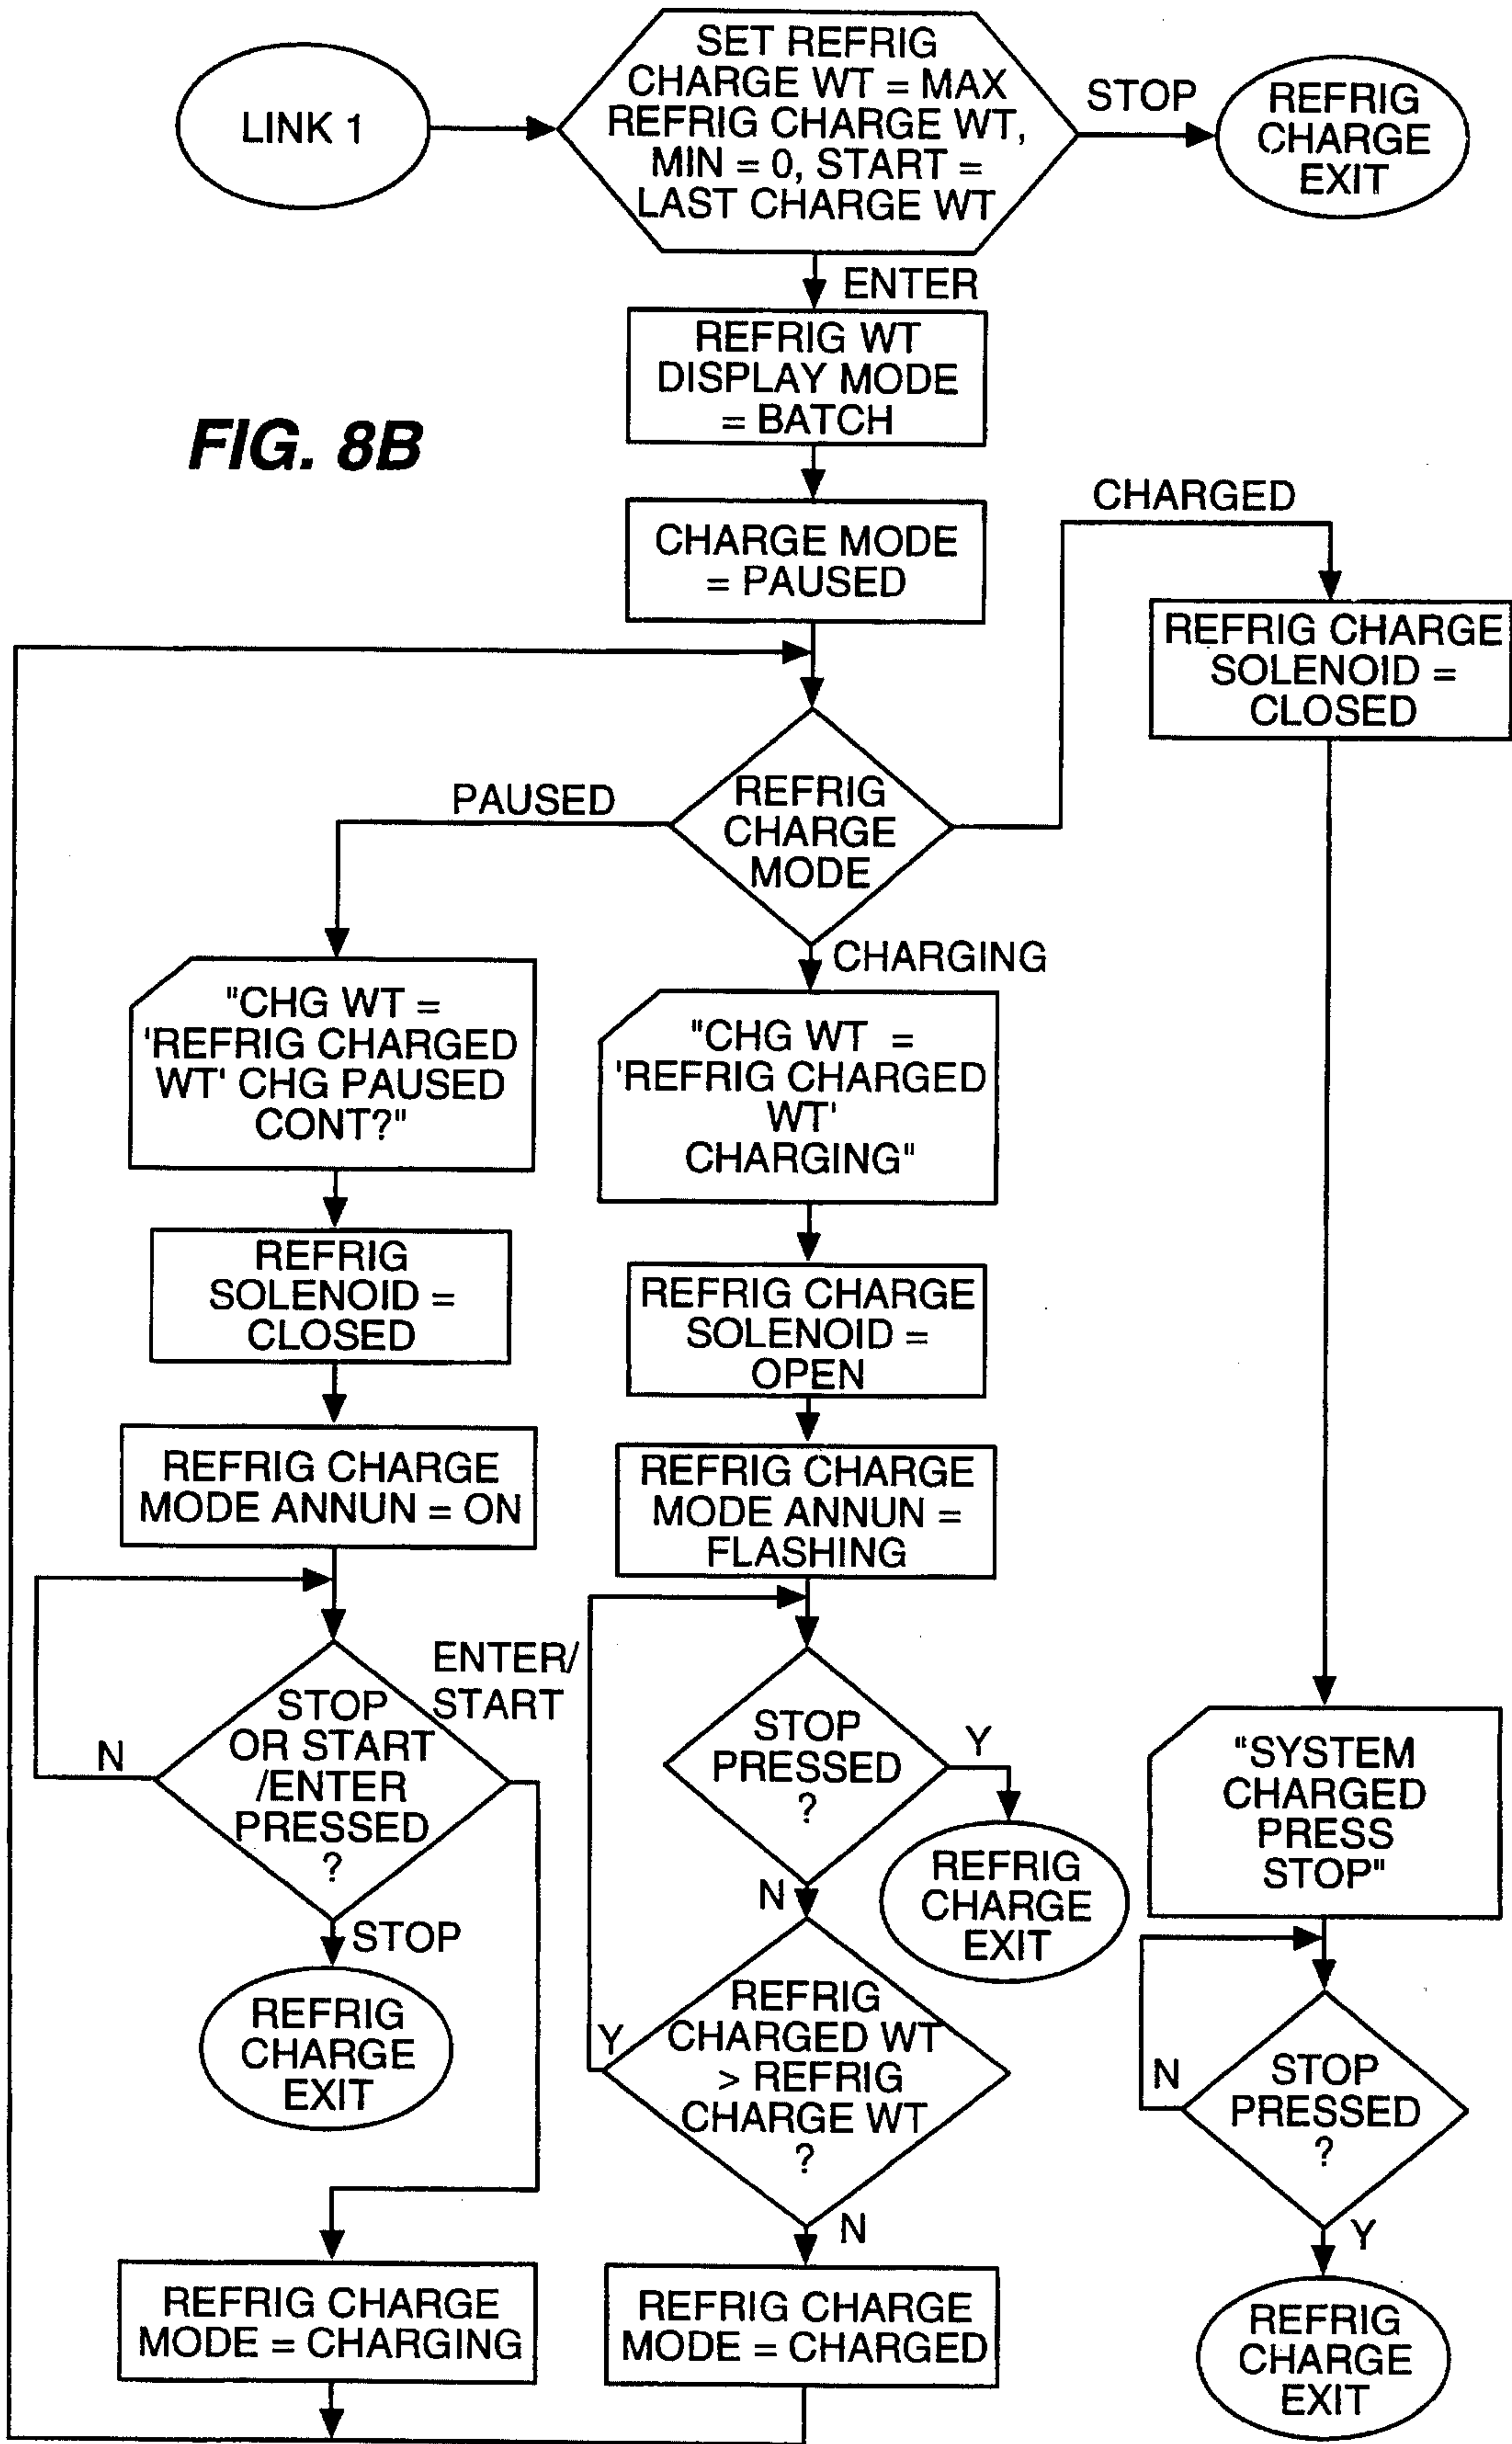 LINK 1
SET REFRIG
CHARGE WT = MAX
REFRIG CHARGE WT,
MIN = 0, START =
LAST CHARGE WT
STOP
REFRIG
CHARGE
EXIT
ENTER
REFRIG WT
DISPLAY MODE
= BATCH
FIG. 8B
CHARGE MODE
= PAUSED
CHARGED
REFRIG CHARGE
SOLENOID =
CLOSED
REFRIG
CHARGE
MODE
PAUSED
CHARGING
"CHG WT =
'REFRIG CHARGED
WT' CHG PAUSED
CONT?"
REFRIG
SOLENOID =
CLOSED
REFRIG CHARGE
MODE ANNUN = ON
STOP
OR START
/ENTER
PRESSED
?
N
ENTER/
START
STOP
REFRIG
CHARGE
EXIT
REFRIG CHARGE
MODE = CHARGING
"CHG WT =
'REFRIG CHARGED
WT'
CHARGING"
REFRIG CHARGE
SOLENOID =
OPEN
REFRIG CHARGE
MODE ANNUN =
FLASHING
STOP
PRESSED
?
Y
REFRIG
CHARGE
EXIT
N
REFRIG
CHARGED WT
> REFRIG
CHARGE WT
?
Y
N
REFRIG CHARGE
MODE = CHARGED
"SYSTEM
CHARGED
PRESS
STOP"
STOP
PRESSED
?
N
Y
REFRIG
CHARGE
EXIT